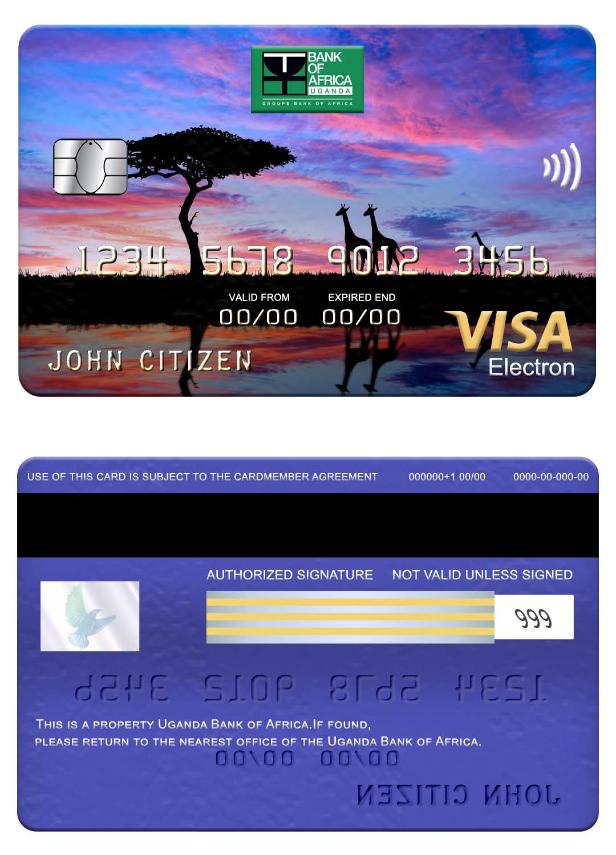 BANK
OF
AFRICA
UGANDA
GROUPE BANK OF AFRICA
1234 5678 9012 3456
VALID FROM EXPIRED END
00/00 00/00
VISA
JOHN CITIZEN
Electron
USE OF THIS CARD IS SUBJECT TO THE CARDMEMBER AGREEMENT 000000+1 00/00 0000-00-000-00
AUTHORIZED SIGNATURE NOT VALID UNLESS SIGNED
999
1234 5678 9012 3456
THIS IS A PROPERTY UGANDA BANK OF AFRICA.IF FOUND,
PLEASE RETURN TO THE NEAREST OFFICE OF THE UGANDA BANK OF AFRICA.
00/00 00/00
JOHN CITIZEN